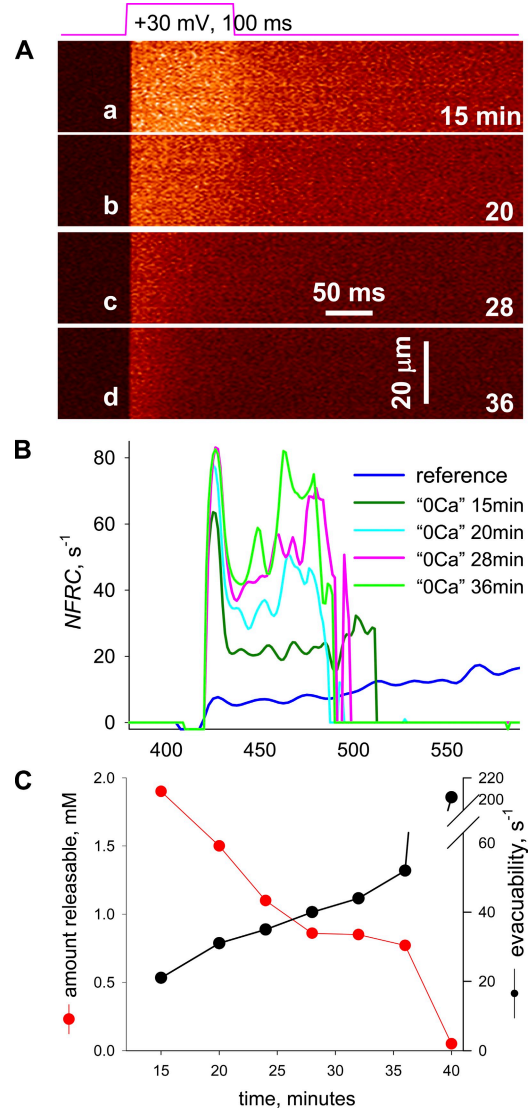 +30 mV, 100 ms
A
a
15 min
b
20
c
50 ms
28
d
20 μm
36
B
NFRC, s⁻¹
80
60
40
20
0
reference
"0Ca" 15min
"0Ca" 20min
"0Ca" 28min
"0Ca" 36min
400 450 500 550
C
amount releasable, mM
2.0
1.5
1.0
0.5
0.0
220
200
60
40
20
0
evacuability, s⁻¹
15 20 25 30 35 40
time, minutes